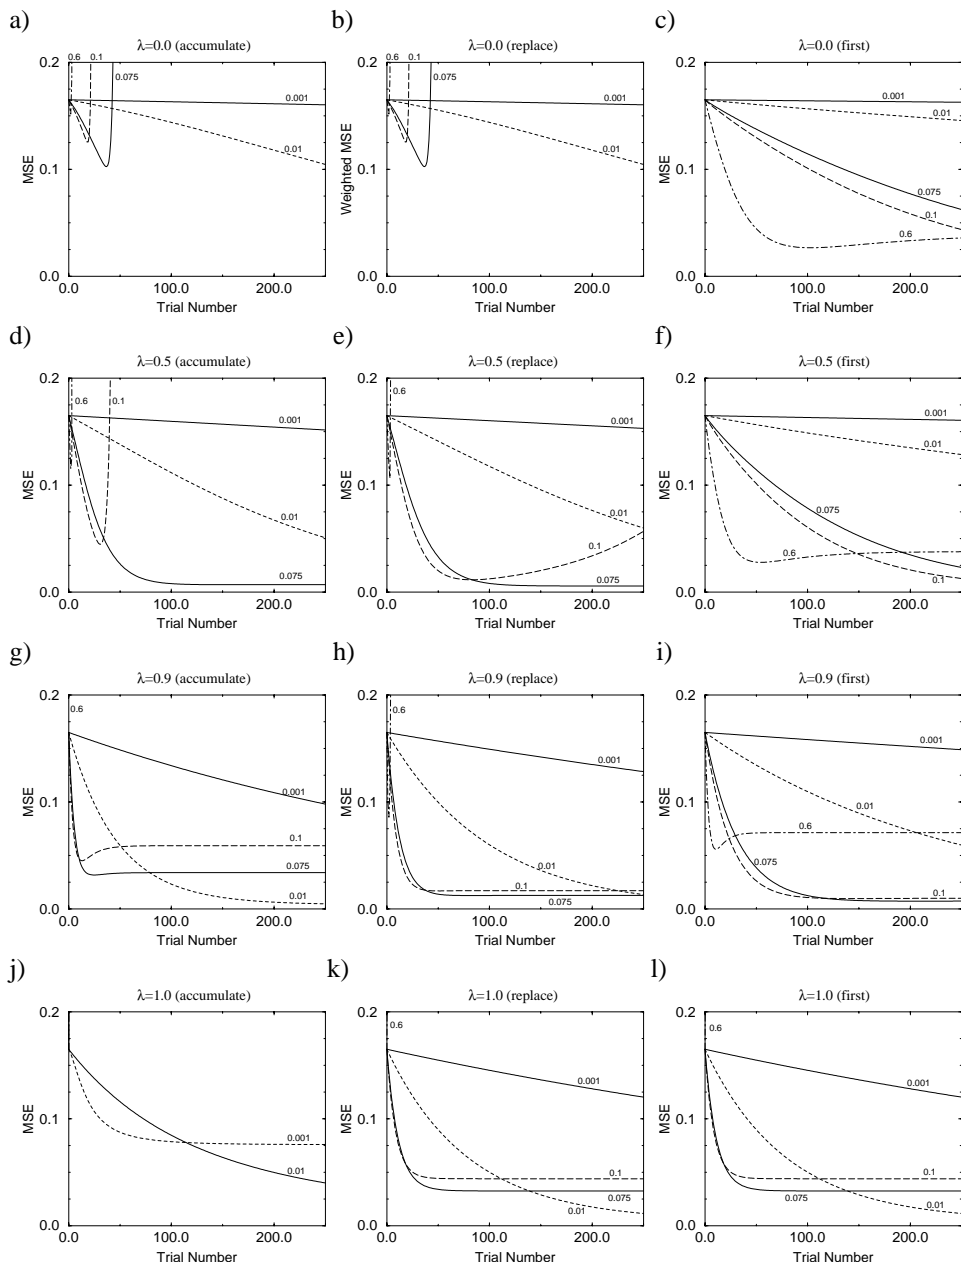 a)
λ=0.0 (accumulate)
0.6
0.1
0.075
0.001
0.01
0.2
0.1
0.0
MSE
0.0
100.0
200.0
Trial Number
b)
λ=0.0 (replace)
0.6
0.1
0.075
0.001
0.01
0.2
0.1
0.0
Weighted MSE
0.0
100.0
200.0
Trial Number
c)
λ=0.0 (first)
0.001
0.01
0.075
0.1
0.6
0.2
0.1
0.0
MSE
0.0
100.0
200.0
Trial Number
d)
λ=0.5 (accumulate)
0.6
0.1
0.001
0.01
0.075
0.2
0.1
0.0
MSE
0.0
100.0
200.0
Trial Number
e)
λ=0.5 (replace)
0.6
0.001
0.01
0.1
0.075
0.2
0.1
0.0
MSE
0.0
100.0
200.0
Trial Number
f)
λ=0.5 (first)
0.001
0.01
0.075
0.6
0.1
0.2
0.1
0.0
MSE
0.0
100.0
200.0
Trial Number
g)
λ=0.9 (accumulate)
0.6
0.001
0.1
0.075
0.01
0.2
0.1
0.0
MSE
0.0
100.0
200.0
Trial Number
h)
λ=0.9 (replace)
0.6
0.001
0.01
0.1
0.075
0.2
0.1
0.0
MSE
0.0
100.0
200.0
Trial Number
i)
λ=0.9 (first)
0.001
0.01
0.6
0.075
0.1
0.2
0.1
0.0
MSE
0.0
100.0
200.0
Trial Number
j)
λ=1.0 (accumulate)
0.001
0.01
0.2
0.1
0.0
MSE
0.0
100.0
200.0
Trial Number
k)
λ=1.0 (replace)
0.6
0.001
0.1
0.075
0.01
0.2
0.1
0.0
MSE
0.0
100.0
200.0
Trial Number
l)
λ=1.0 (first)
0.6
0.001
0.1
0.075
0.01
0.2
0.1
0.0
MSE
0.0
100.0
200.0
Trial Number